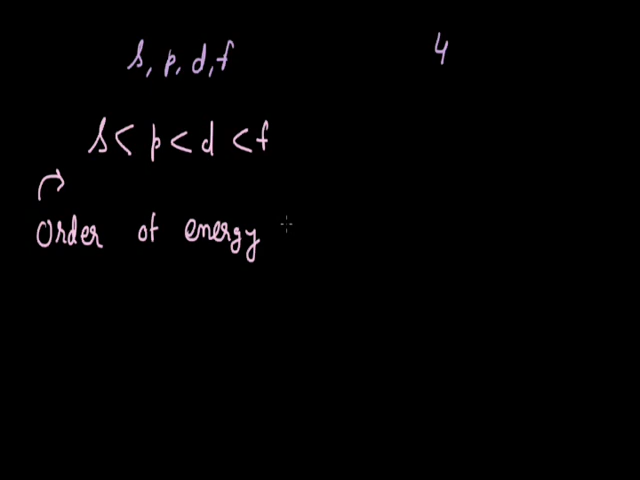 s, p, d, f 4
s < p < d < f
Order of energy